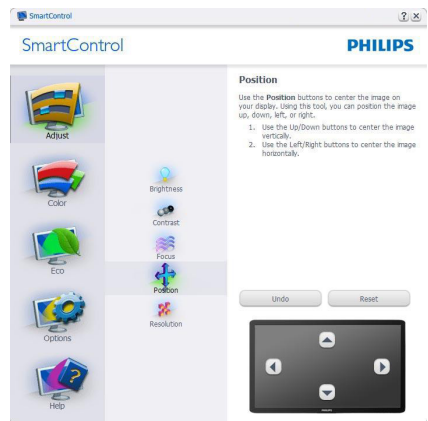 SmartControl
? ×
SmartControl
PHILIPS
Adjust
Color
Eco
Options
Help
Brightness
Contrast
Focus
Position
Resolution
Position
Use the Position buttons to center the image on
your display. Using the tool, you can position the image
up, down, left, or right.
1. Use the Up/Down buttons to center the image
vertically.
2. Use the Left/Right buttons to center the image
horizontally.
Undo
Reset
PHILIPS